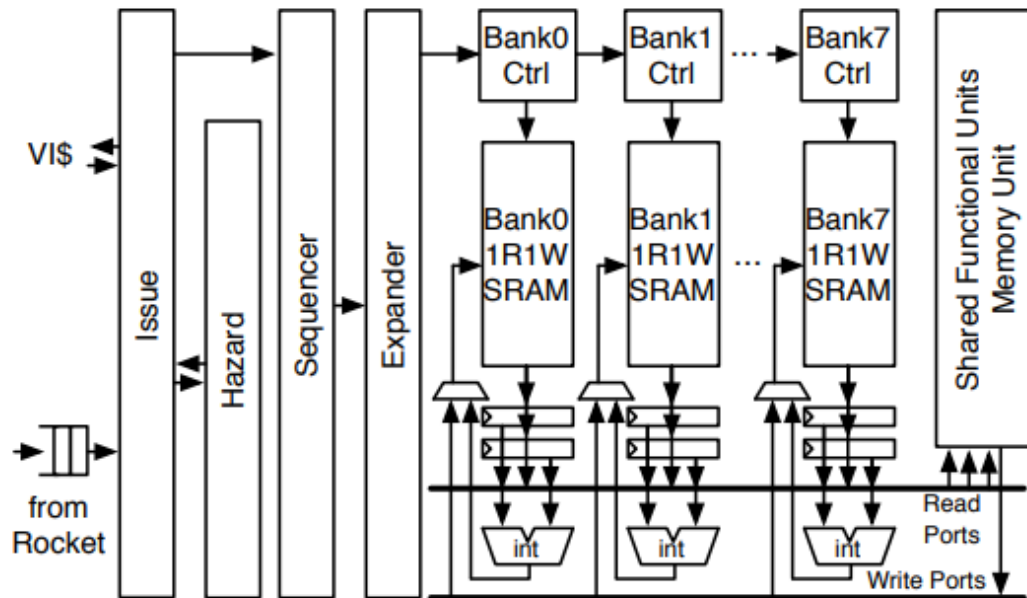 VI$
from
Rocket
Issue
Hazard
Sequencer
Expander
Bank0
Ctrl
Bank1
Ctrl
...
Bank7
Ctrl
Bank0
1R1W
SRAM
Bank1
1R1W
SRAM
...
Bank7
1R1W
SRAM
int
int
int
Shared Functional Units
Memory Unit
Read
Ports
Write Ports